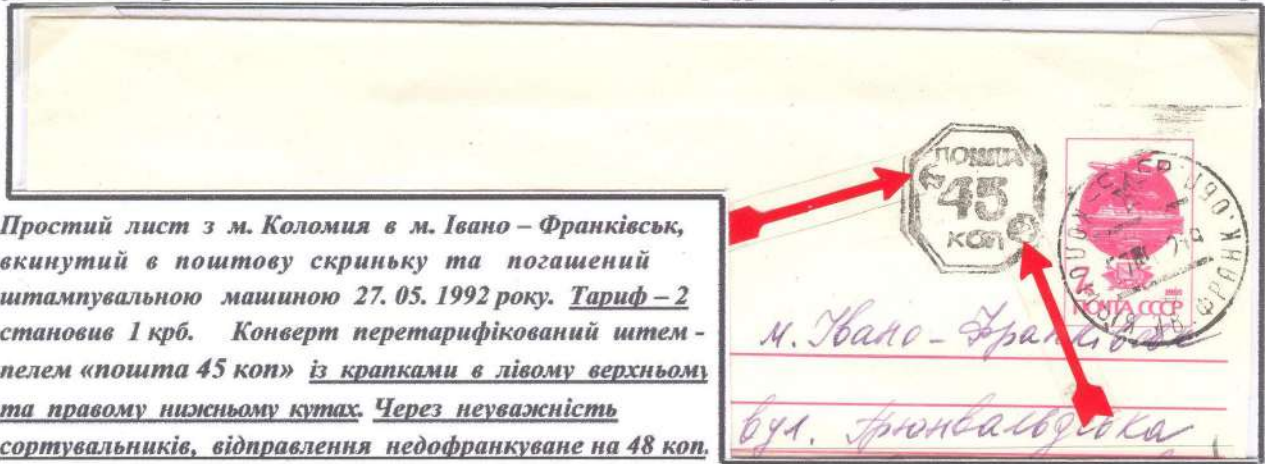 Простий лист з м. Коломия в м. Івано – Франківськ,
вкинутий в поштову скриньку та погашений
штампувальною машиною 27. 05. 1992 року. Тариф – 2
становив 1 крб. Конверт перетарифікований штем -
пелем «пошта 45 коп» із крапками в лівому верхньому
та правому нижньому кутах. Через неуважність
сортувальників, відправлення недофранкуване на 48 коп.
ПОШТА
45
КОП
ПОЧТА СССР
м. Івано - Франківськ
вул. Грюнвальдська